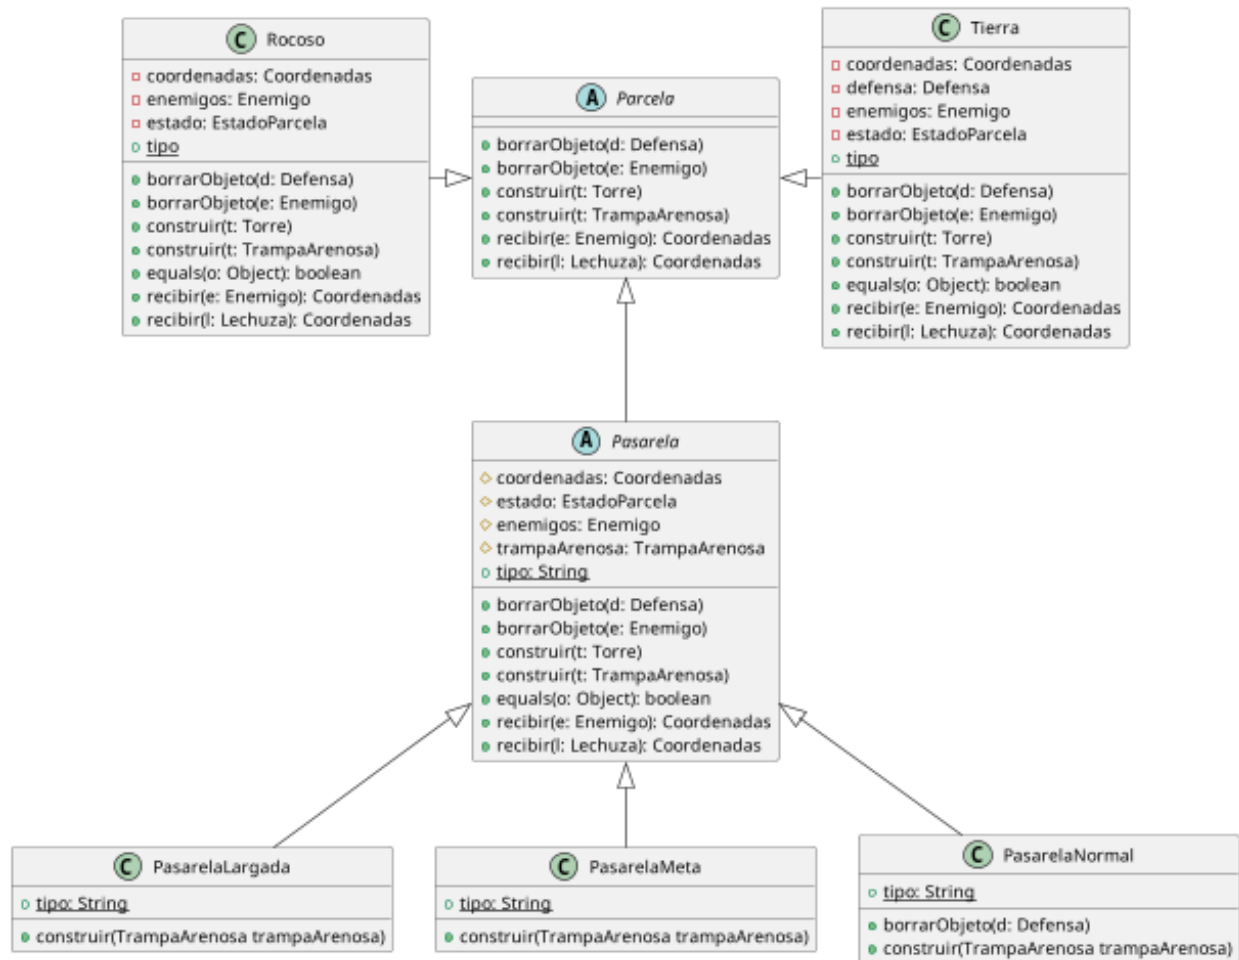 C Rocoso
coordenadas: Coordenadas
enemigos: Enemigo
estado: EstadoParcela
tipo
borrarObjeto(d: Defensa)
borrarObjeto(e: Enemigo)
construir(t: Torre)
construir(t: TrampaArenosa)
equals(o: Object): boolean
recibir(e: Enemigo): Coordenadas
recibir(l: Lechuza): Coordenadas
A Parcela
borrarObjeto(d: Defensa)
borrarObjeto(e: Enemigo)
construir(t: Torre)
construir(t: TrampaArenosa)
recibir(e: Enemigo): Coordenadas
recibir(l: Lechuza): Coordenadas
C Tierra
coordenadas: Coordenadas
defensa: Defensa
enemigos: Enemigo
estado: EstadoParcela
tipo
borrarObjeto(d: Defensa)
borrarObjeto(e: Enemigo)
construir(t: Torre)
construir(t: TrampaArenosa)
equals(o: Object): boolean
recibir(e: Enemigo): Coordenadas
recibir(l: Lechuza): Coordenadas
A Pasarela
coordenadas: Coordenadas
estado: EstadoParcela
enemigos: Enemigo
trampaArenosa: TrampaArenosa
tipo: String
borrarObjeto(d: Defensa)
borrarObjeto(e: Enemigo)
construir(t: Torre)
construir(t: TrampaArenosa)
equals(o: Object): boolean
recibir(e: Enemigo): Coordenadas
recibir(l: Lechuza): Coordenadas
C PasarelaLargada
tipo: String
construir(TrampaArenosa trampaArenosa)
C PasarelaMeta
tipo: String
construir(TrampaArenosa trampaArenosa)
C PasarelaNormal
tipo: String
borrarObjeto(d: Defensa)
construir(TrampaArenosa trampaArenosa)